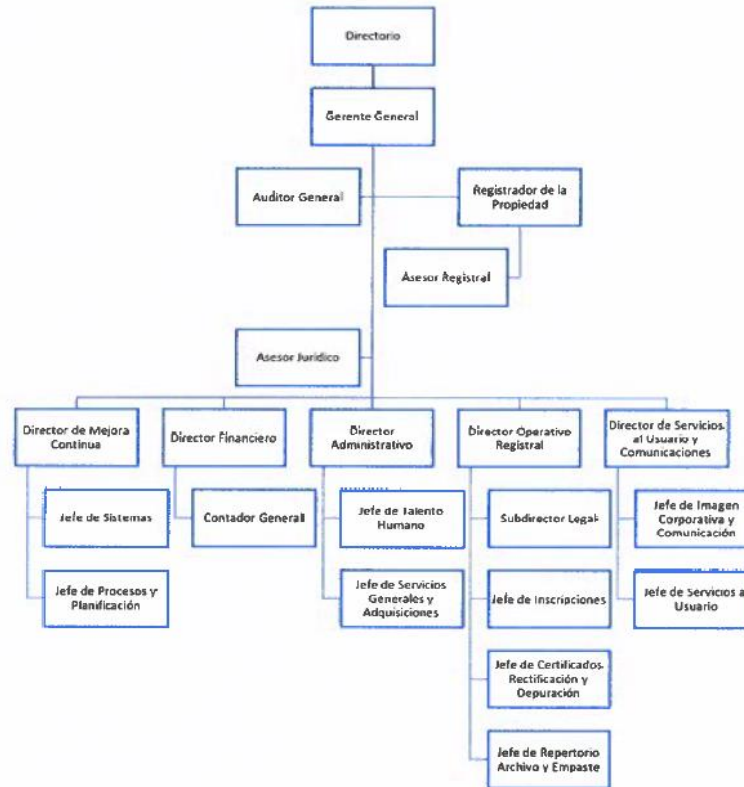 Directorio
Gerente General
Auditor General
Registrador de la
Propiedad
Asesor Registral
Asesor Jurídico
Director de Mejora
Continua
Director Financiero
Director
Administrativo
Director Operativo
Registral
Director de Servicios
al Usuario y
Comunicaciones
Jefe de Sistemas
Contador General
Jefe de Talento
Humano
Subdirector Legal
Jefe de Imagen
Corporativa y
Comunicación
Jefe de Procesos y
Planificación
Jefe de Servicios
Generales y
Adquisiciones
Jefe de Inscripciones
Jefe de Servicios al
Usuario
Jefe de Certificados
Rectificación y
Depuración
Jefe de Repertorio
Archivo y Empaste